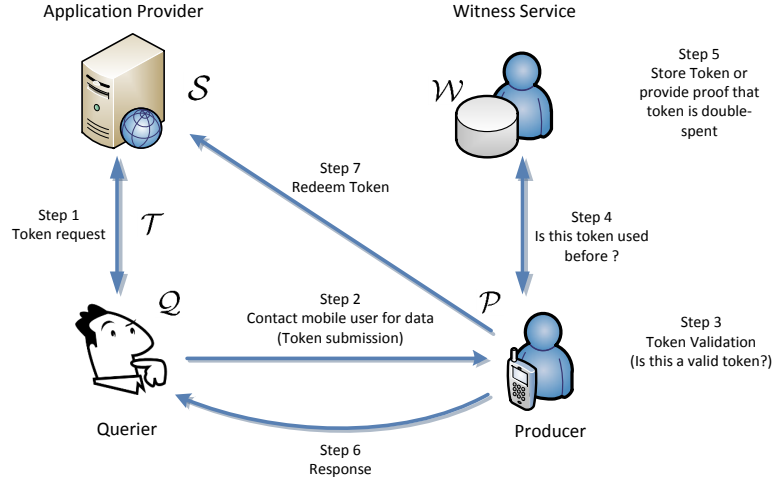 Application Provider
Witness Service
𝒮
𝒲
Step 5
Store Token or
provide proof that
token is double-
spent
Step 7
Redeem Token
Step 1
Token request
𝒯
Step 4
Is this token used
before ?
𝒬
Step 2
Contact mobile user for data
(Token submission)
𝒫
Step 3
Token Validation
(Is this a valid token?)
Querier
Producer
Step 6
Response